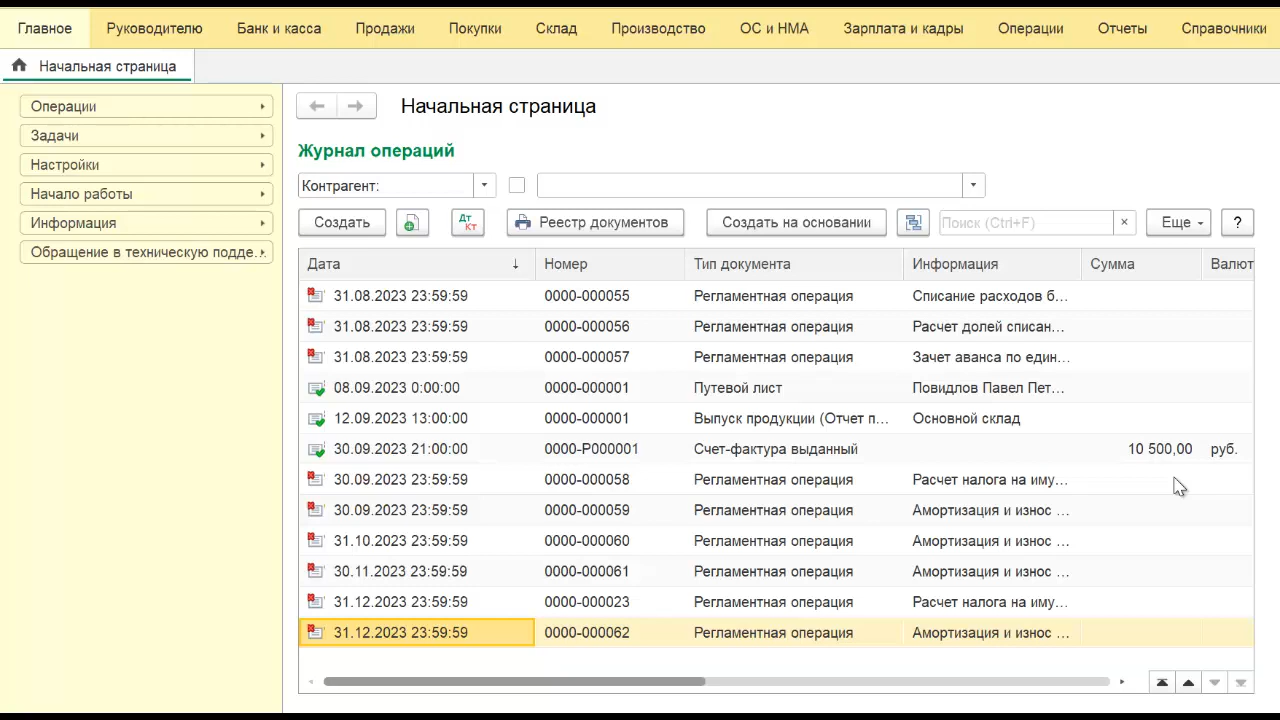 Главное Руководителю Банк и касса Продажи Покупки Склад Производство ОС и НМА Зарплата и кадры Операции Отчеты Справочники
Начальная страница
Операции
Задачи
Настройки
Начало работы
Информация
Обращение в техническую подде...
Начальная страница
Журнал операций
Контрагент:
Создать Дт Кт Реестр документов Создать на основании Поиск (Ctrl+F) × Еще ?
Дата ↓ Номер Тип документа Информация Сумма Валют
31.08.2023 23:59:59 0000-000055 Регламентная операция Списание расходов б...
31.08.2023 23:59:59 0000-000056 Регламентная операция Расчет долей списан...
31.08.2023 23:59:59 0000-000057 Регламентная операция Зачет аванса по един...
08.09.2023 0:00:00 0000-000001 Путевой лист Повидлов Павел Пет...
12.09.2023 13:00:00 0000-000001 Выпуск продукции (Отчет п... Основной склад
30.09.2023 21:00:00 0000-Р000001 Счет-фактура выданный 10 500,00 руб.
30.09.2023 23:59:59 0000-000058 Регламентная операция Расчет налога на иму...
30.09.2023 23:59:59 0000-000059 Регламентная операция Амортизация и износ ...
31.10.2023 23:59:59 0000-000060 Регламентная операция Амортизация и износ ...
30.11.2023 23:59:59 0000-000061 Регламентная операция Амортизация и износ ...
31.12.2023 23:59:59 0000-000023 Регламентная операция Расчет налога на иму...
31.12.2023 23:59:59 0000-000062 Регламентная операция Амортизация и износ ...